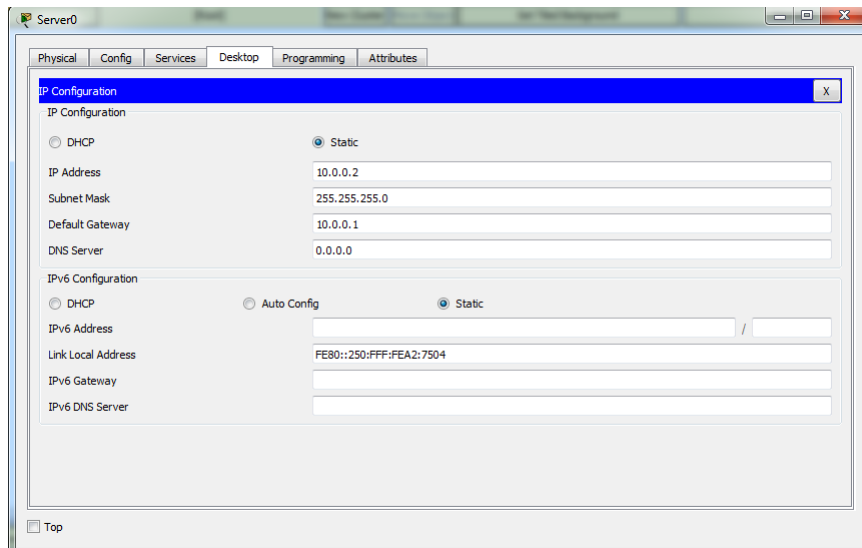 Server0
Physical Config Services Desktop Programming Attributes
IP Configuration X
IP Configuration
DHCP Static
IP Address 10.0.0.2
Subnet Mask 255.255.255.0
Default Gateway 10.0.0.1
DNS Server 0.0.0.0
IPv6 Configuration
DHCP Auto Config Static
IPv6 Address /
Link Local Address FE80::250:FFF:FEA2:7504
IPv6 Gateway
IPv6 DNS Server
Top